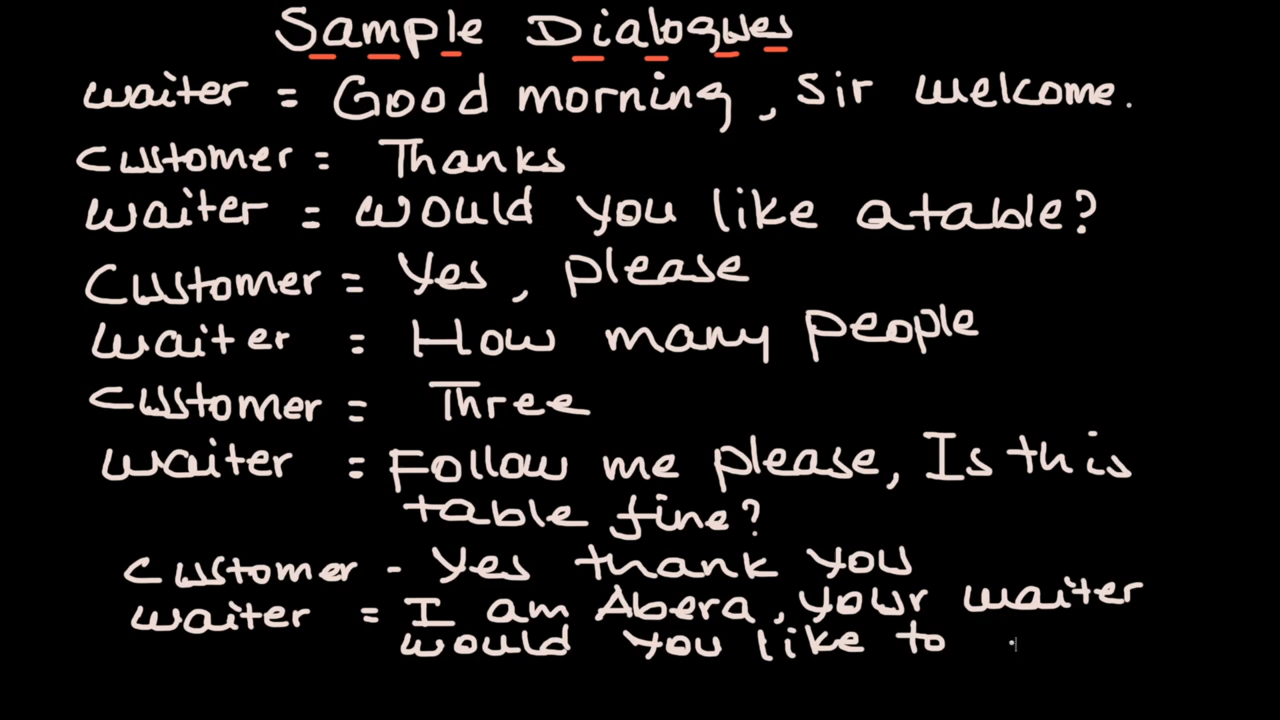 Sample Dialogues
waiter = Good morning, Sir welcome.
Customer = Thanks
waiter = would you like atable?
Customer = Yes, please
waiter = How many people
Customer = Three
waiter = Follow me please, Is this
table fine?
Customer - Yes thank you
waiter = I am Abera, your waiter
would you like to